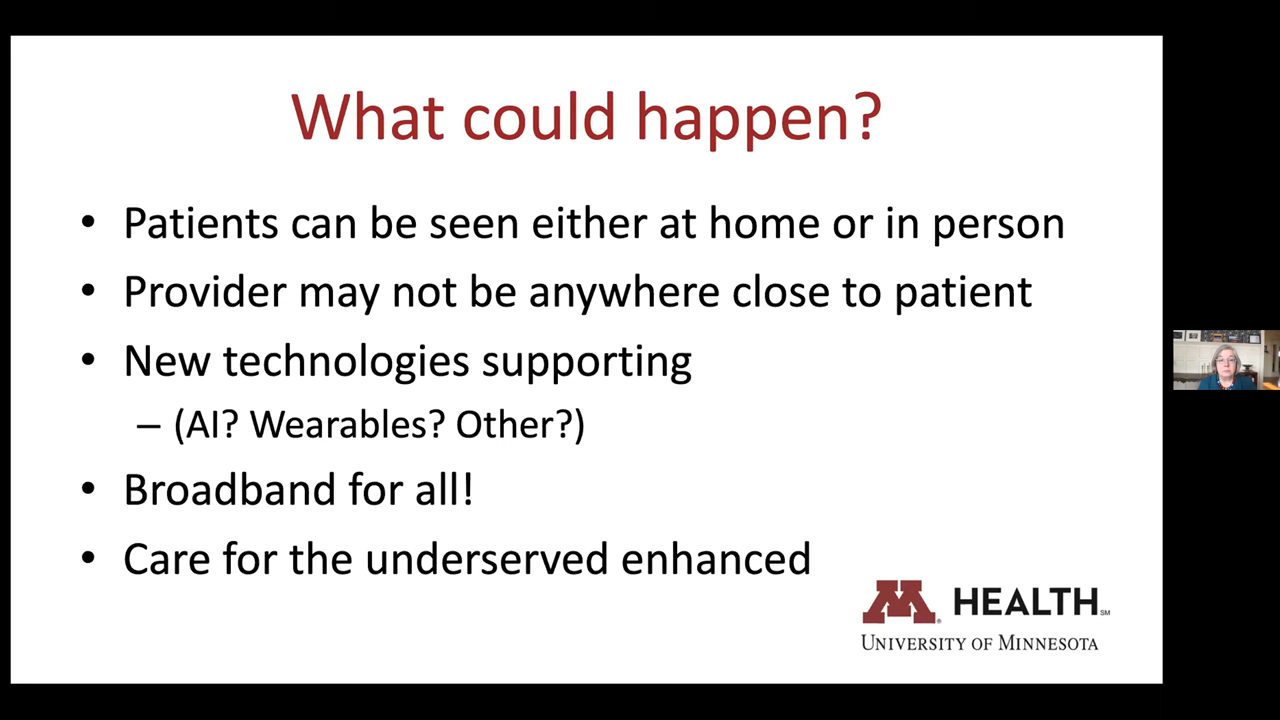 What could happen?
• Patients can be seen either at home or in person
• Provider may not be anywhere close to patient
• New technologies supporting
– (AI? Wearables? Other?)
• Broadband for all!
• Care for the underserved enhanced
M® HEALTH SM
UNIVERSITY OF MINNESOTA